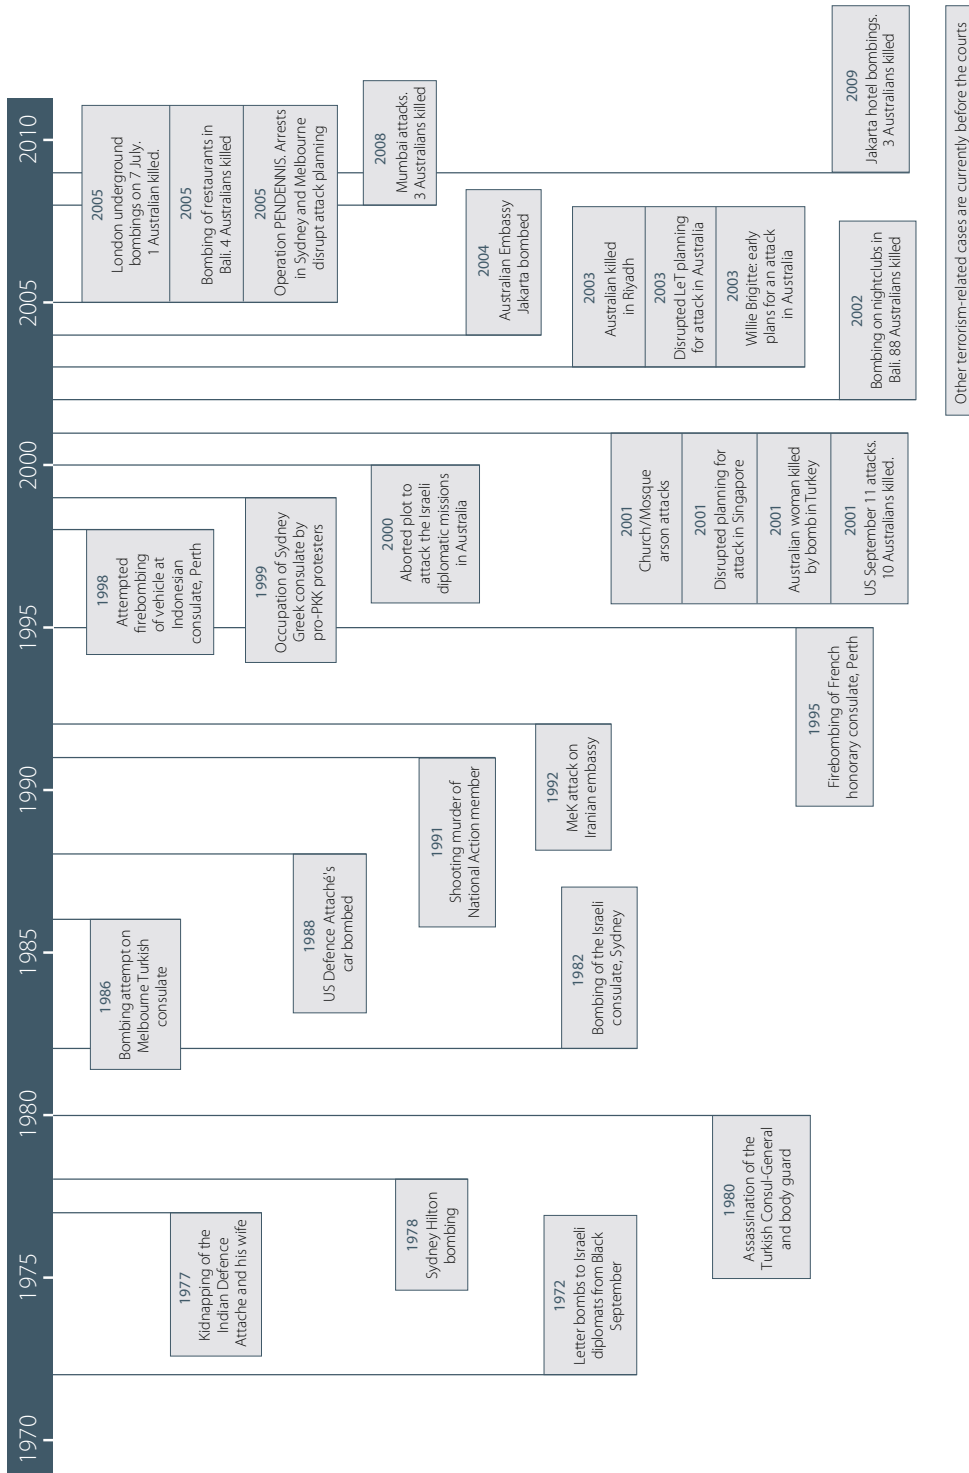 1970
1975
1980
1985
1990
1995
2000
2005
2010
1977
Kidnapping of the
Indian Defence
Attache and his wife
1978
Sydney Hilton
bombing
1972
Letter bombs to Israeli
diplomats from Black
September
1980
Assassination of the
Turkish Consul-General
and body guard
1986
Bombing attempt on
Melbourne Turkish
consulate
1988
US Defence Attaché's
car bombed
1982
Bombing of the Israeli
consulate, Sydney
1991
Shooting murder of
National Action member
1992
MeK attack on
Iranian embassy
1995
Firebombing of French
honorary consulate, Perth
1998
Attempted
firebombing
of vehicle at
Indonesian
consulate, Perth
1999
Occupation of Sydney
Greek consulate by
pro-PKK protesters
2000
Aborted plot to
attack the Israeli
diplomatic missions
in Australia
2001
Church/Mosque
arson attacks
2001
Disrupted planning for
attack in Singapore
2001
Australian woman killed
by bomb in Turkey
2001
US September 11 attacks.
10 Australians killed.
2005
London underground
bombings on 7 July.
1 Australian killed.
2005
Bombing of restaurants in
Bali. 4 Australians killed
2005
Operation PENDENNIS. Arrests
in Sydney and Melbourne
disrupt attack planning
2008
Mumbai attacks.
3 Australians killed
2004
Australian Embassy
Jakarta bombed
2003
Australian killed
in Riyadh
2003
Disrupted LeT planning
for attack in Australia
2003
Willie Brigitte: early
plans for an attack
in Australia
2002
Bombing on nightclubs in
Bali. 88 Australians killed
2009
Jakarta hotel bombings.
3 Australians killed
Other terrorism-related cases are currently before the courts